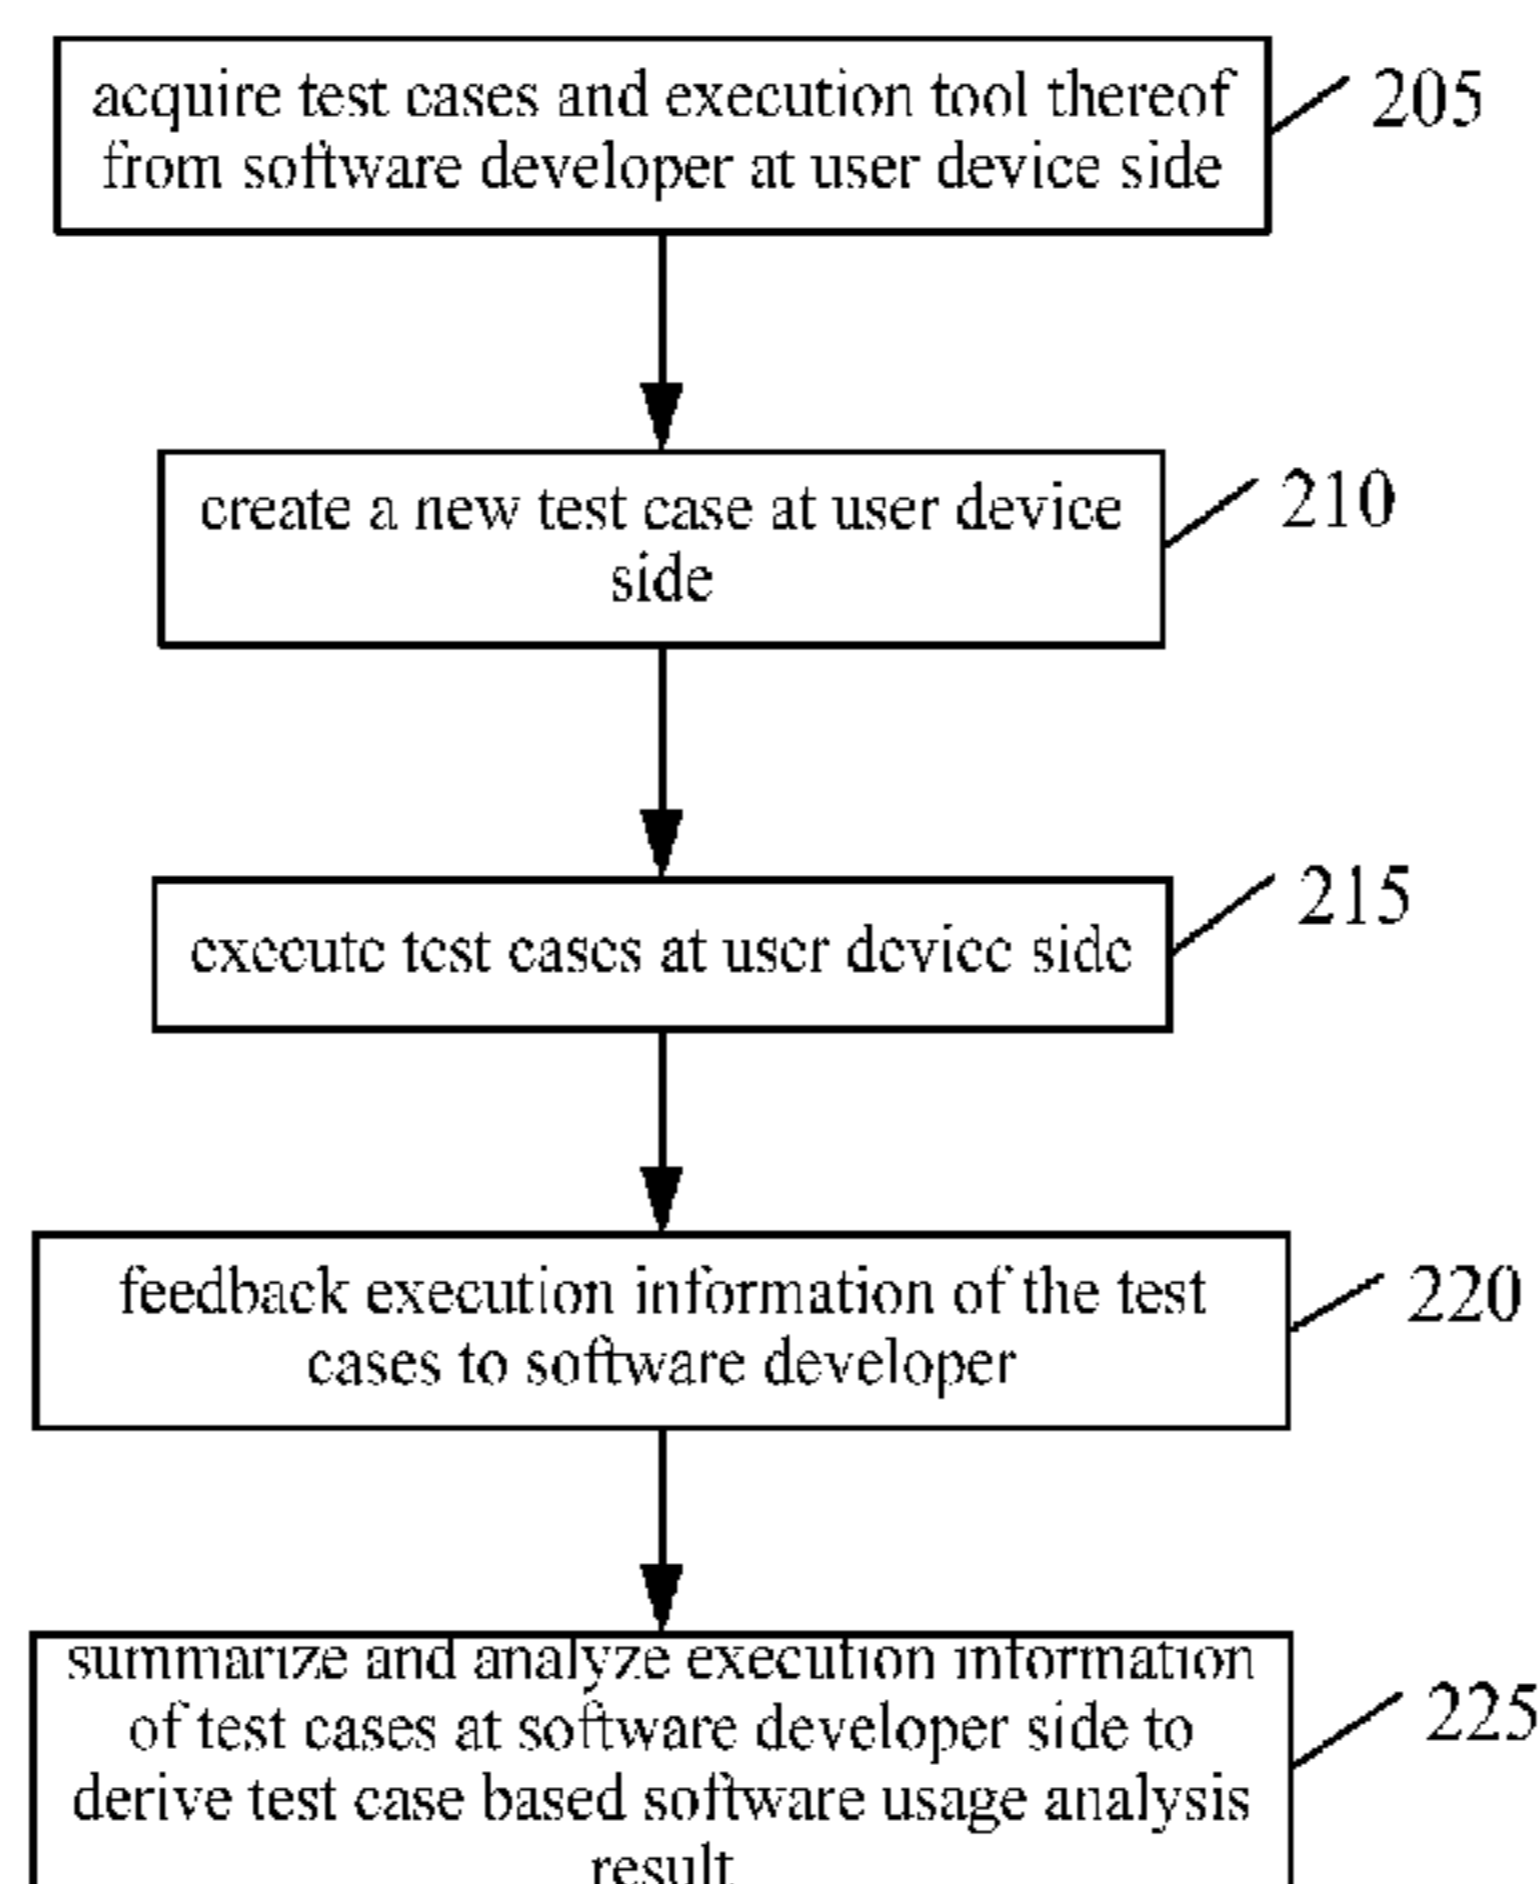 acquire test cases and execution tool thereof
from software developer at user device side
205
create a new test case at user device
side
210
execute test cases at user device side
215
feedback execution information of the test
cases to software developer
220
summarize and analyze execution information
of test cases at software developer side to
derive test case based software usage analysis
result
225